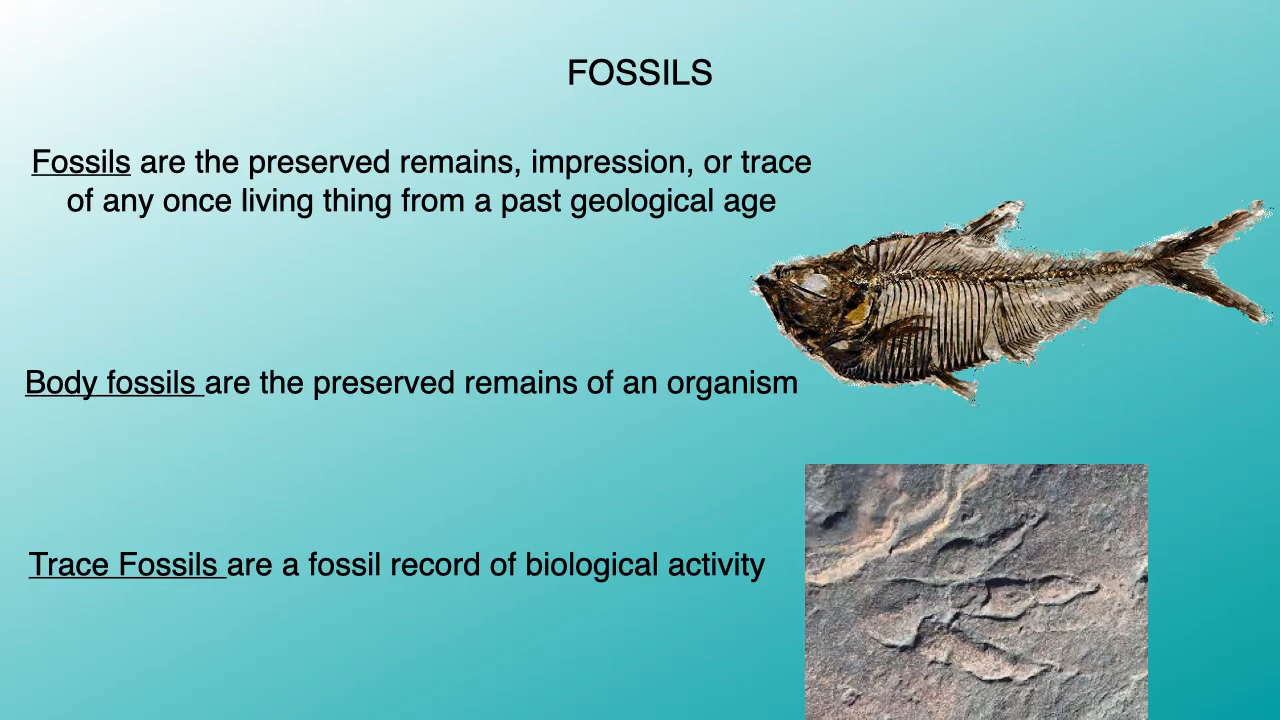 FOSSILS
Fossils are the preserved remains, impression, or trace
of any once living thing from a past geological age
Body fossils are the preserved remains of an organism
Trace Fossils are a fossil record of biological activity